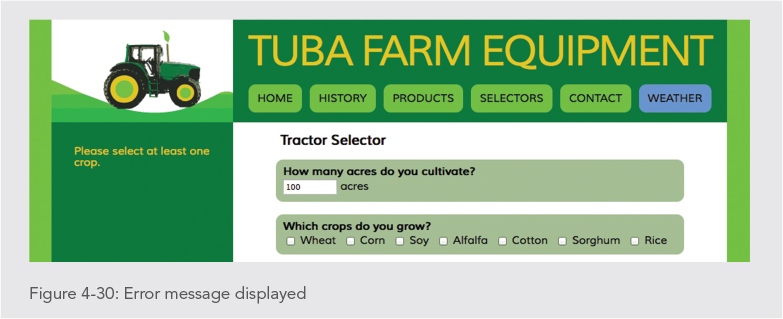 TUBA FARM EQUIPMENT
HOME HISTORY PRODUCTS SELECTORS CONTACT WEATHER
Please select at least one
crop.
Tractor Selector
How many acres do you cultivate?
100 acres
Which crops do you grow?
Wheat Corn Soy Alfalfa Cotton Sorghum Rice
Figure 4-30: Error message displayed